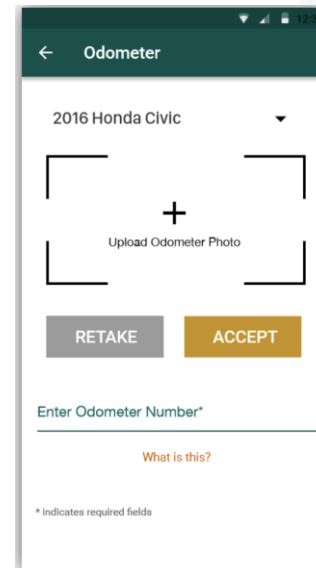 Odometer
2016 Honda Civic
Upload Odometer Photo
RETAKE ACCEPT
Enter Odometer Number*
What is this?
* indicates required fields